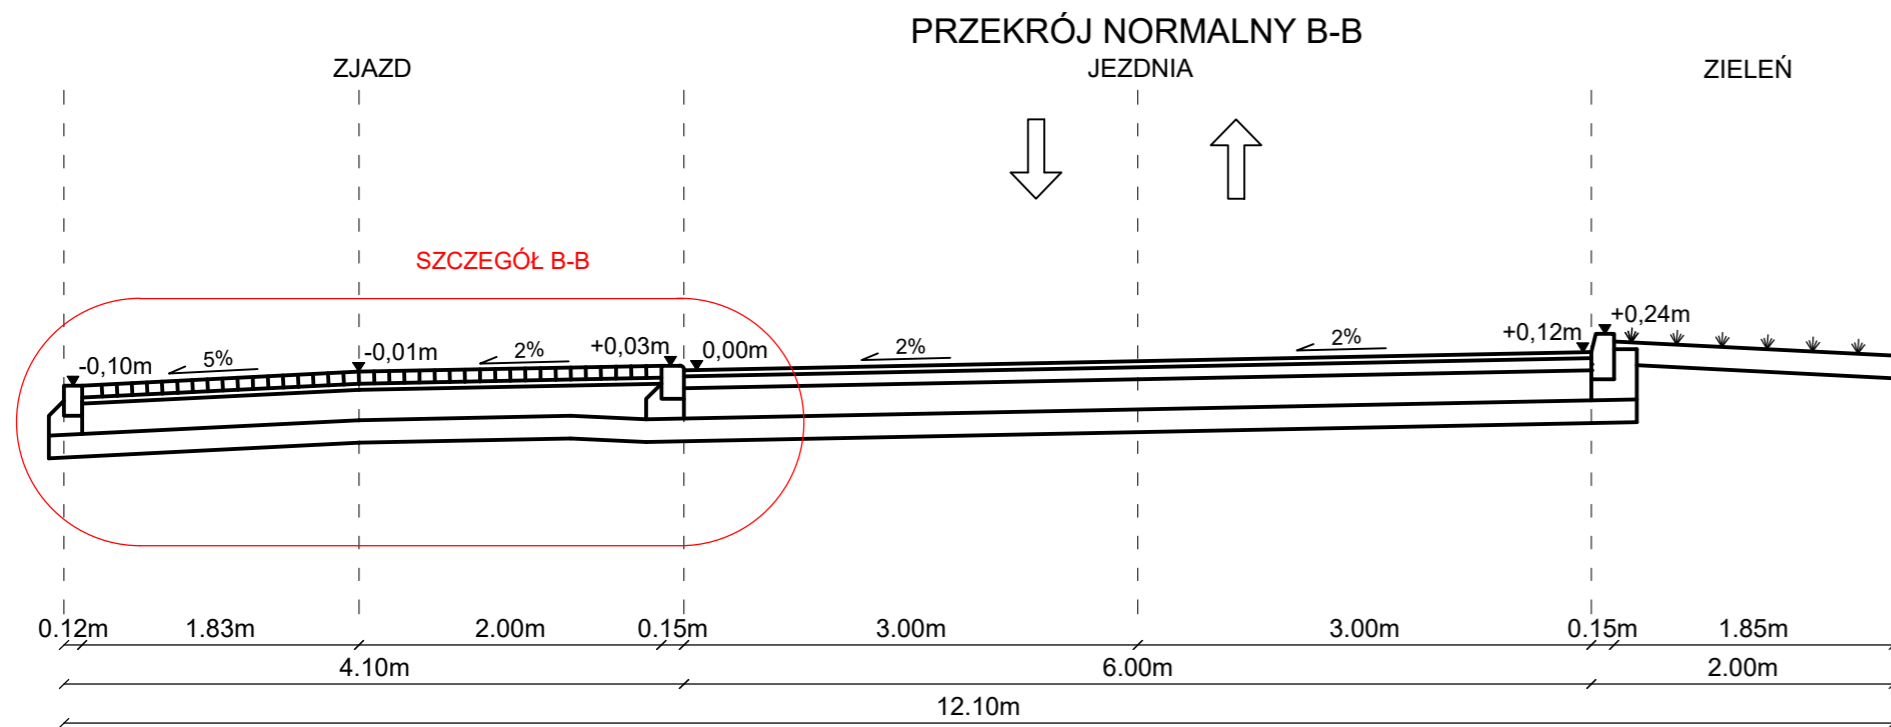 PRZEKRÓJ NORMALNY B-B
ZJAZD JEZDNIA ZIELEŃ
SZCZEGÓŁ B-B
-0,10m 5% -0,01m 2% +0,03m 0,00m 2% 2% +0,12m +0,24m
0.12m 1.83m 2.00m 0.15m 3.00m 3.00m 0.15m 1.85m
4.10m 6.00m 2.00m
12.10m